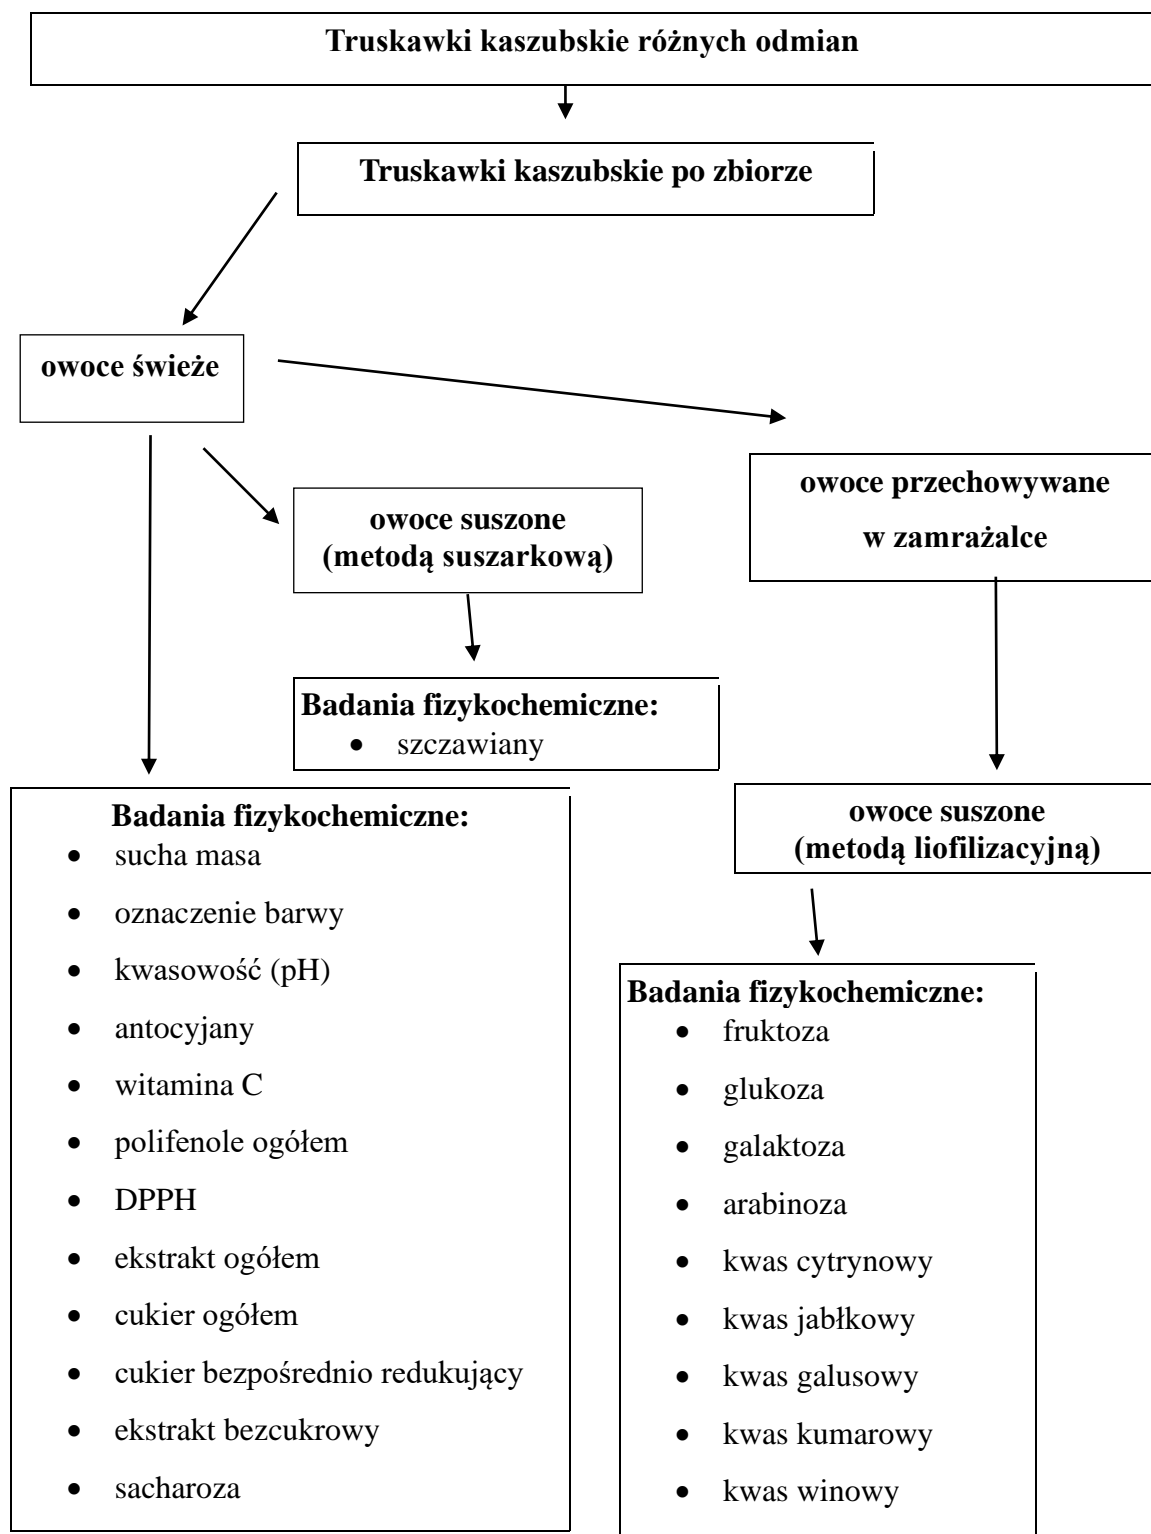 Truskawki kaszubskie różnych odmian
Truskawki kaszubskie po zbiorze
owoce świeże
owoce suszone
(metodą suszarkową)
owoce przechowywane
w zamrażalce
Badania fizykochemiczne:
• szczawiany
Badania fizykochemiczne:
• sucha masa
• oznaczenie barwy
• kwasowość (pH)
• antocyjany
• witamina C
• polifenole ogółem
• DPPH
• ekstrakt ogółem
• cukier ogółem
• cukier bezpośrednio redukujący
• ekstrakt bezcukrowy
• sacharoza
owoce suszone
(metodą liofilizacyjną)
Badania fizykochemiczne:
• fruktoza
• glukoza
• galaktoza
• arabinoza
• kwas cytrynowy
• kwas jabłkowy
• kwas galusowy
• kwas kumarowy
• kwas winowy